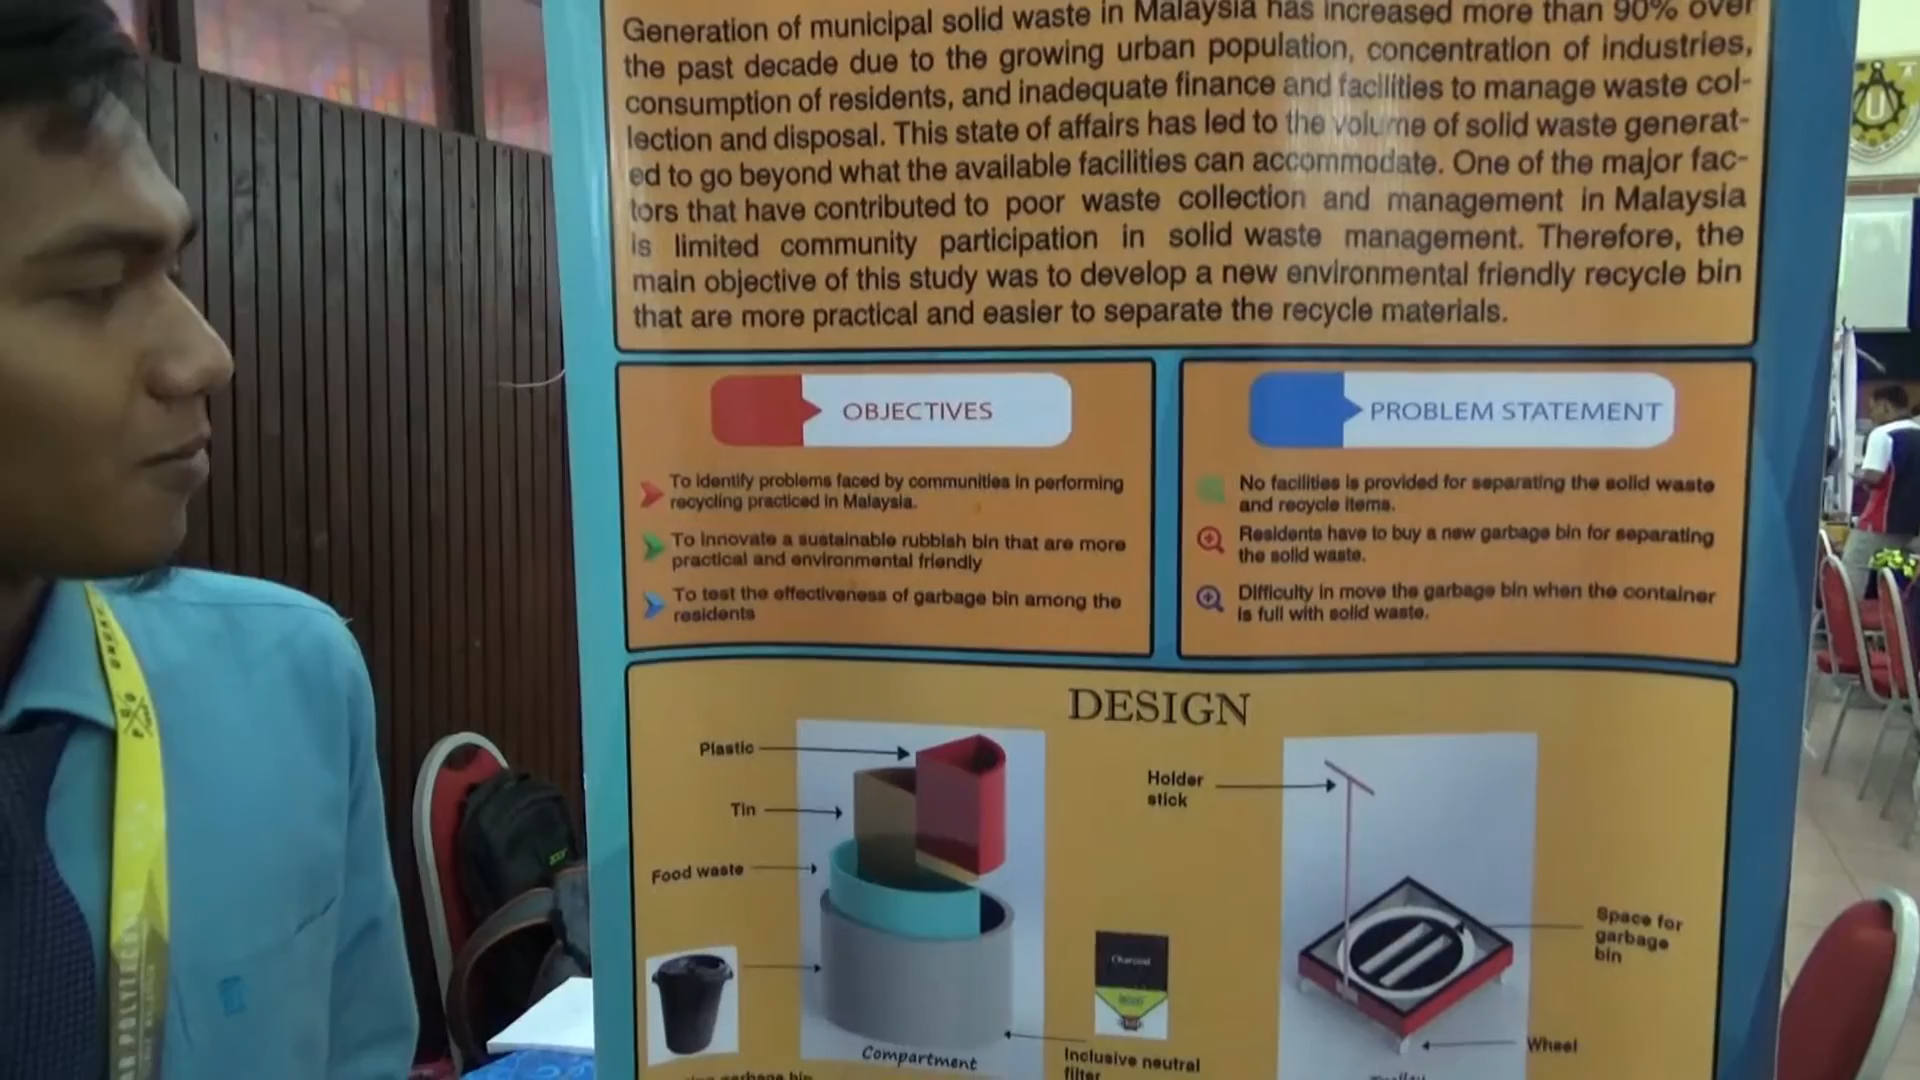 Generation of municipal solid waste in Malaysia has increased more than 90% over
the past decade due to the growing urban population, concentration of industries,
consumption of residents, and inadequate finance and facilities to manage waste col-
lection and disposal. This state of affairs has led to the volume of solid waste generat-
ed to go beyond what the available facilities can accommodate. One of the major fac-
tors that have contributed to poor waste collection and management in Malaysia
is limited community participation in solid waste management. Therefore, the
main objective of this study was to develop a new environmental friendly recycle bin
that are more practical and easier to separate the recycle materials.
OBJECTIVES
To identify problems faced by communities in performing
recycling practiced in Malaysia.
To innovate a sustainable rubbish bin that are more
practical and environmental friendly
To test the effectiveness of garbage bin among the
residents
PROBLEM STATEMENT
No facilities is provided for separating the solid waste
and recycle items.
Residents have to buy a new garbage bin for separating
the solid waste.
Difficulty in move the garbage bin when the container
is full with solid waste.
DESIGN
Plastic
Tin
Food waste
Compartment
garbage bin
Charcoal
Inclusive neutral
filter
Holder
stick
Space for
garbage
bin
Wheel
U
acer